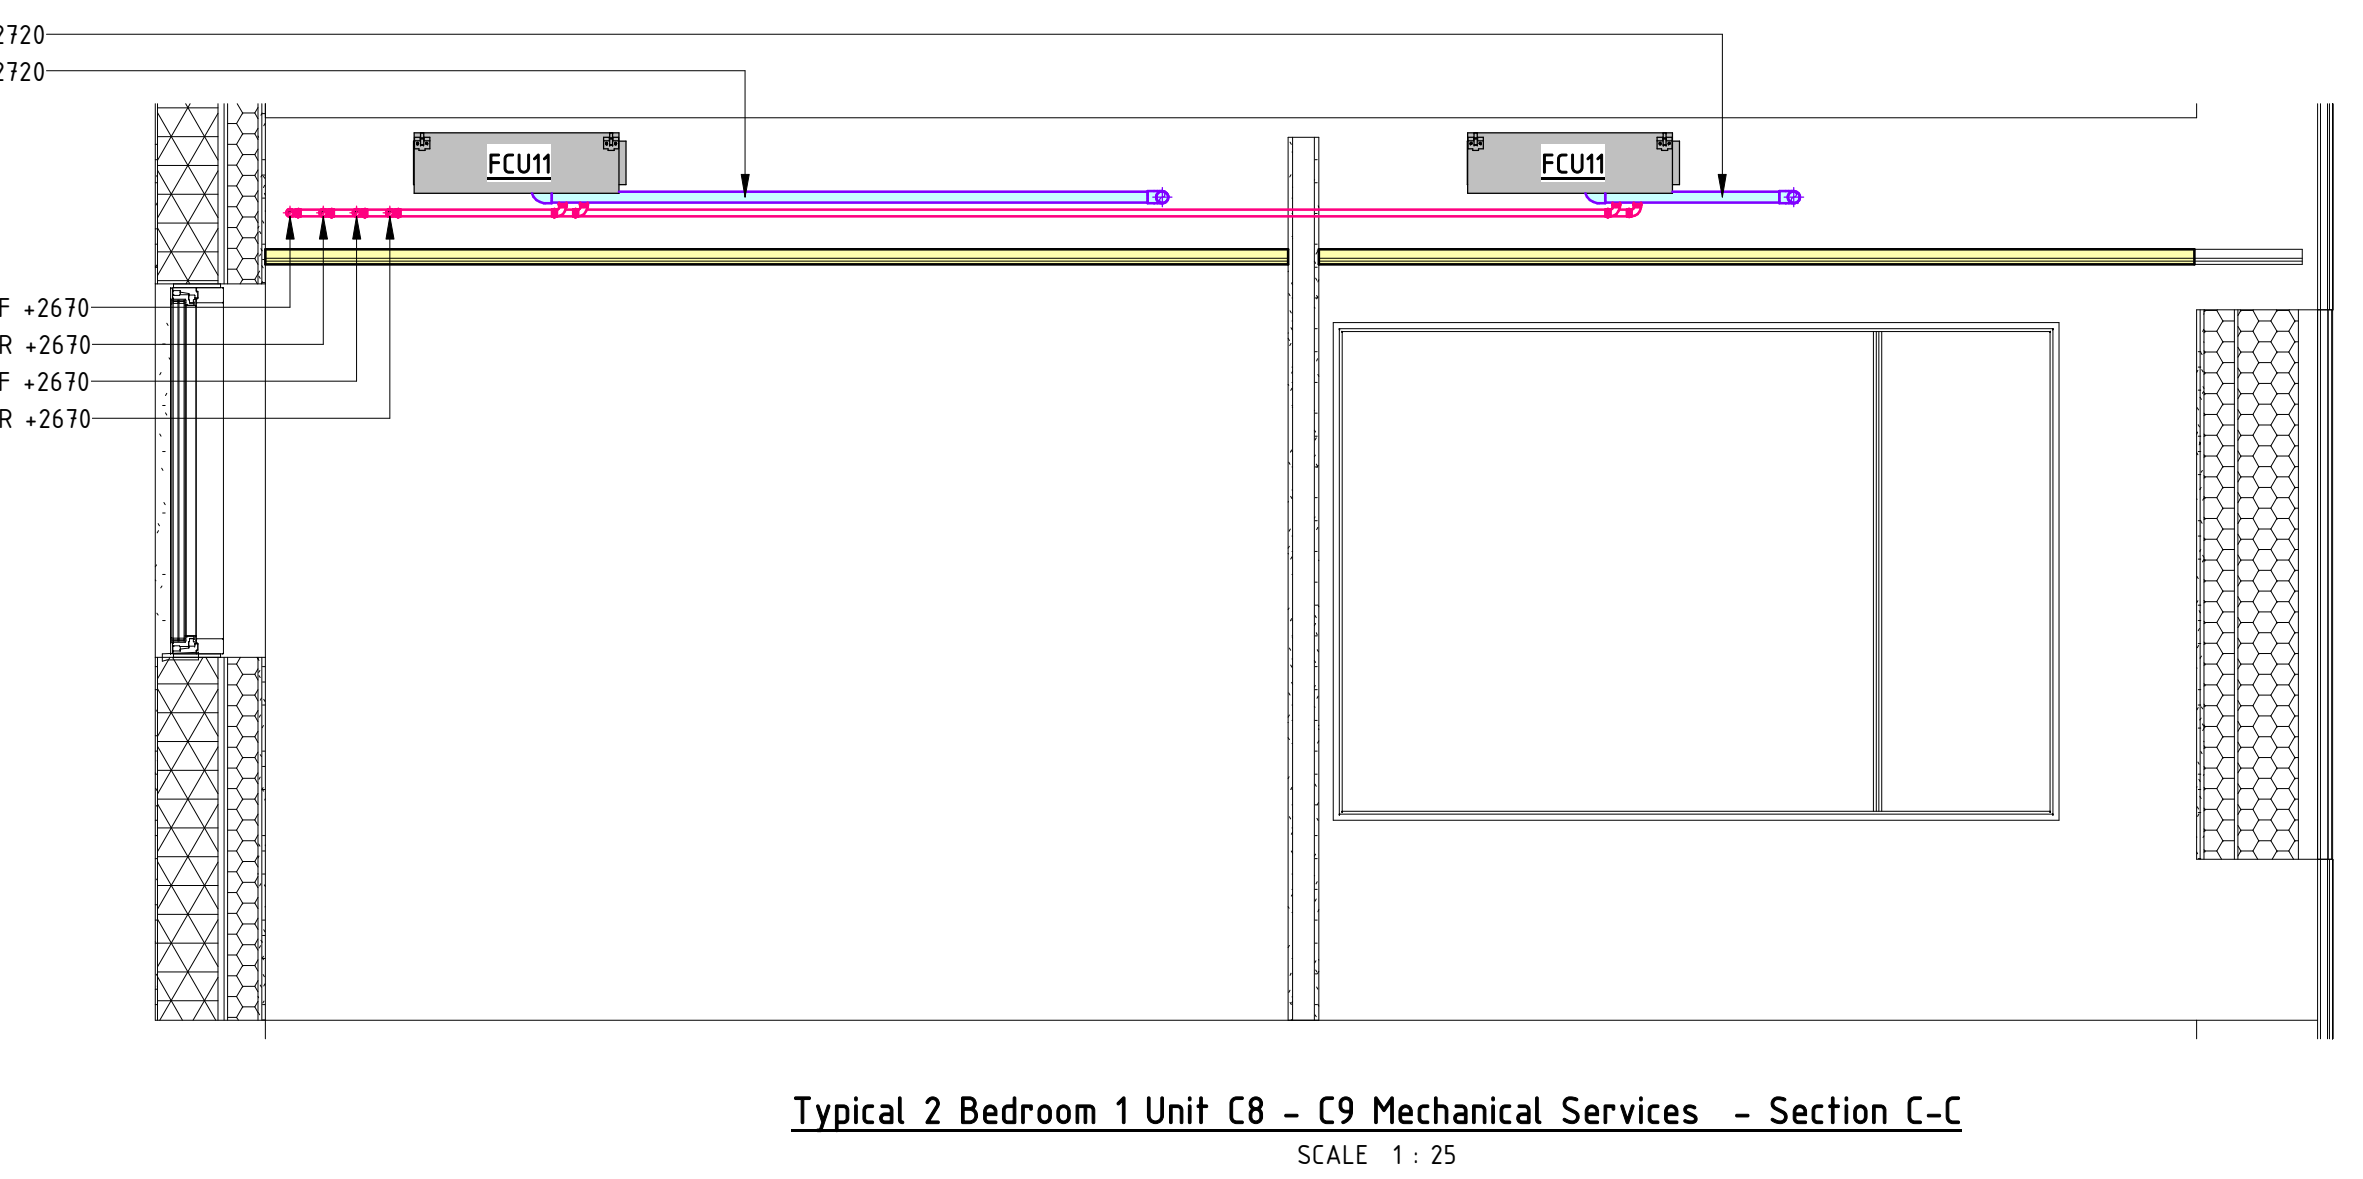 2720
2720
FCU11
FCU11
F +2670
R +2670
F +2670
R +2670
Typical 2 Bedroom 1 Unit C8 - C9 Mechanical Services - Section C-C
SCALE 1 : 25